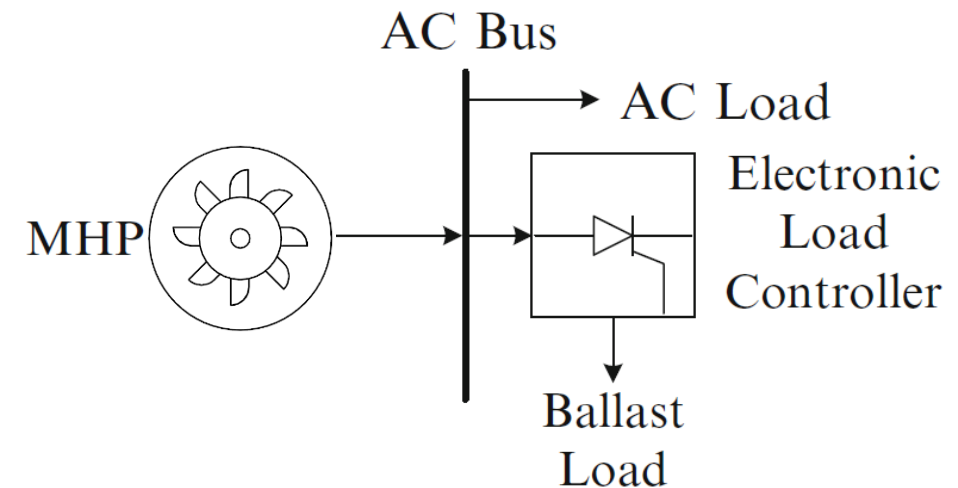 AC Bus
AC Load
MHP
Electronic
Load
Controller
Ballast
Load